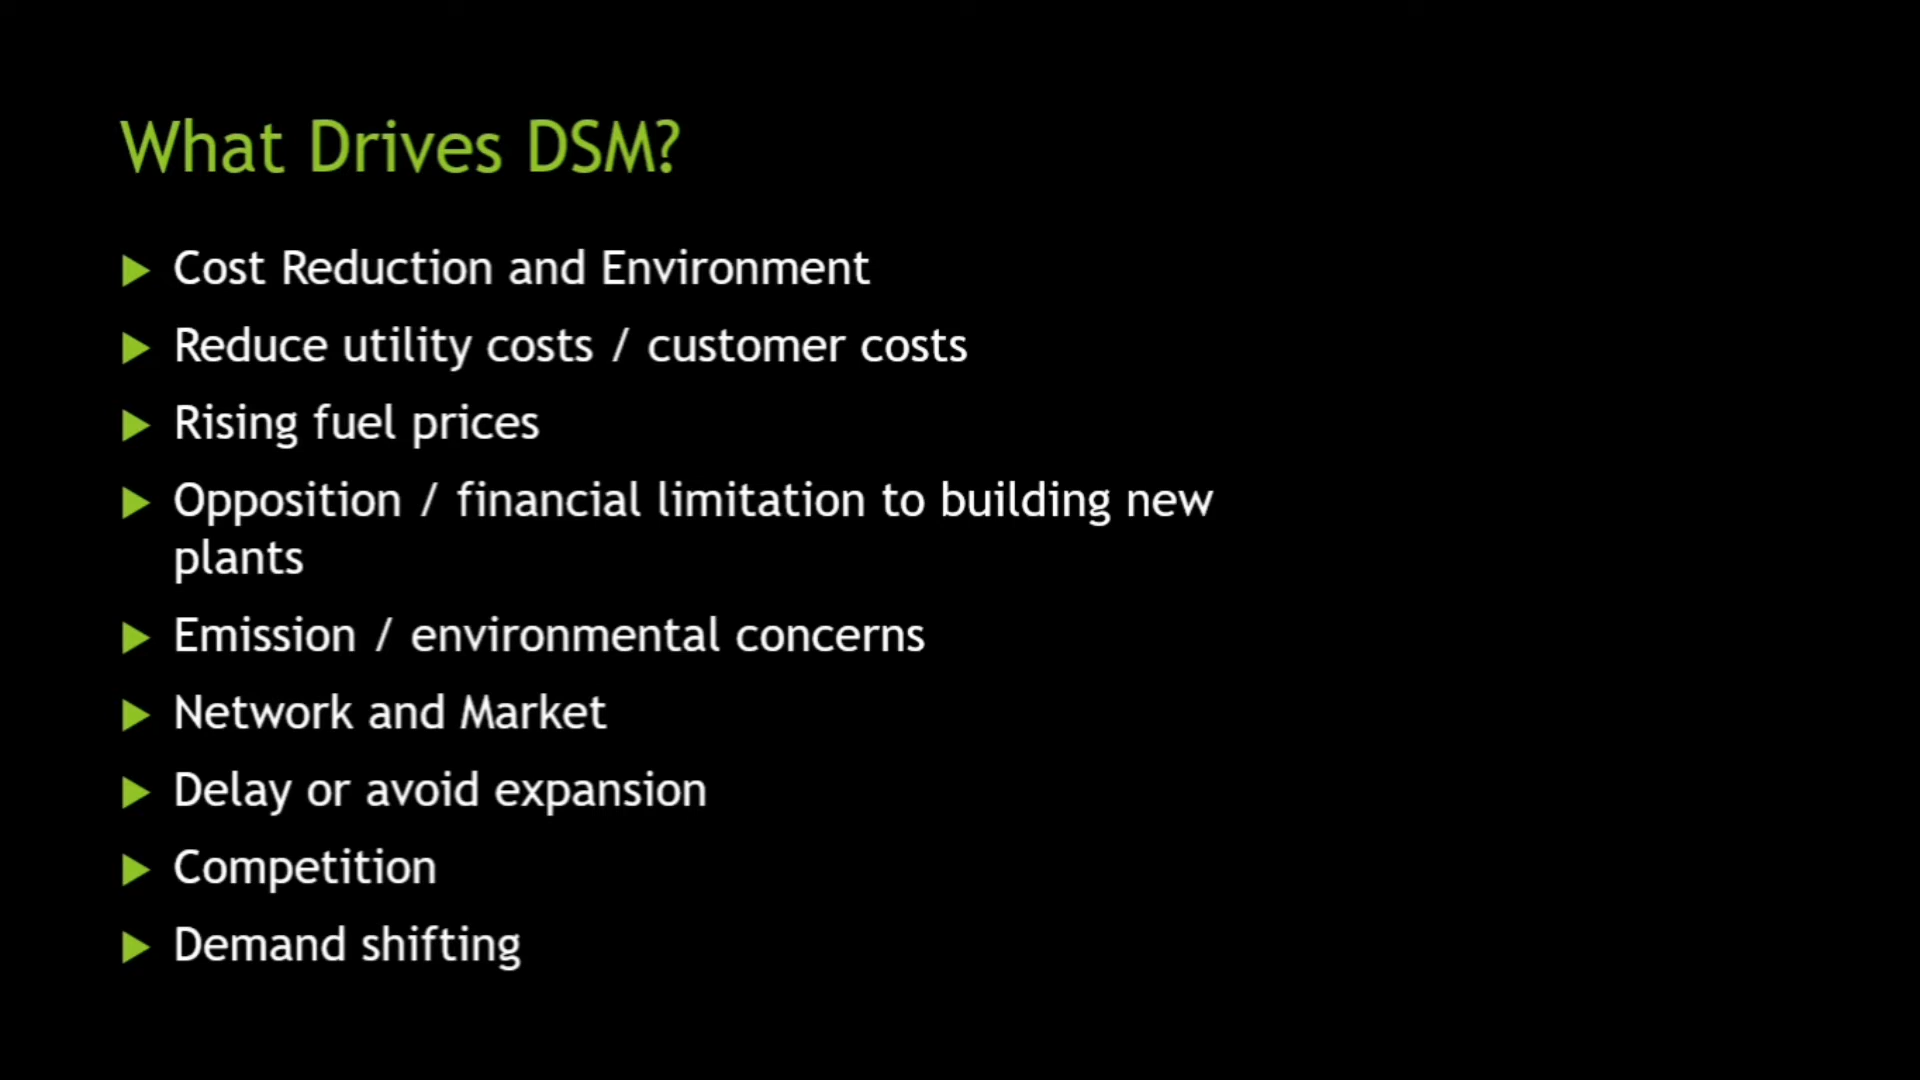 What Drives DSM?
Cost Reduction and Environment
Reduce utility costs / customer costs
Rising fuel prices
Opposition / financial limitation to building new
plants
Emission / environmental concerns
Network and Market
Delay or avoid expansion
Competition
Demand shifting